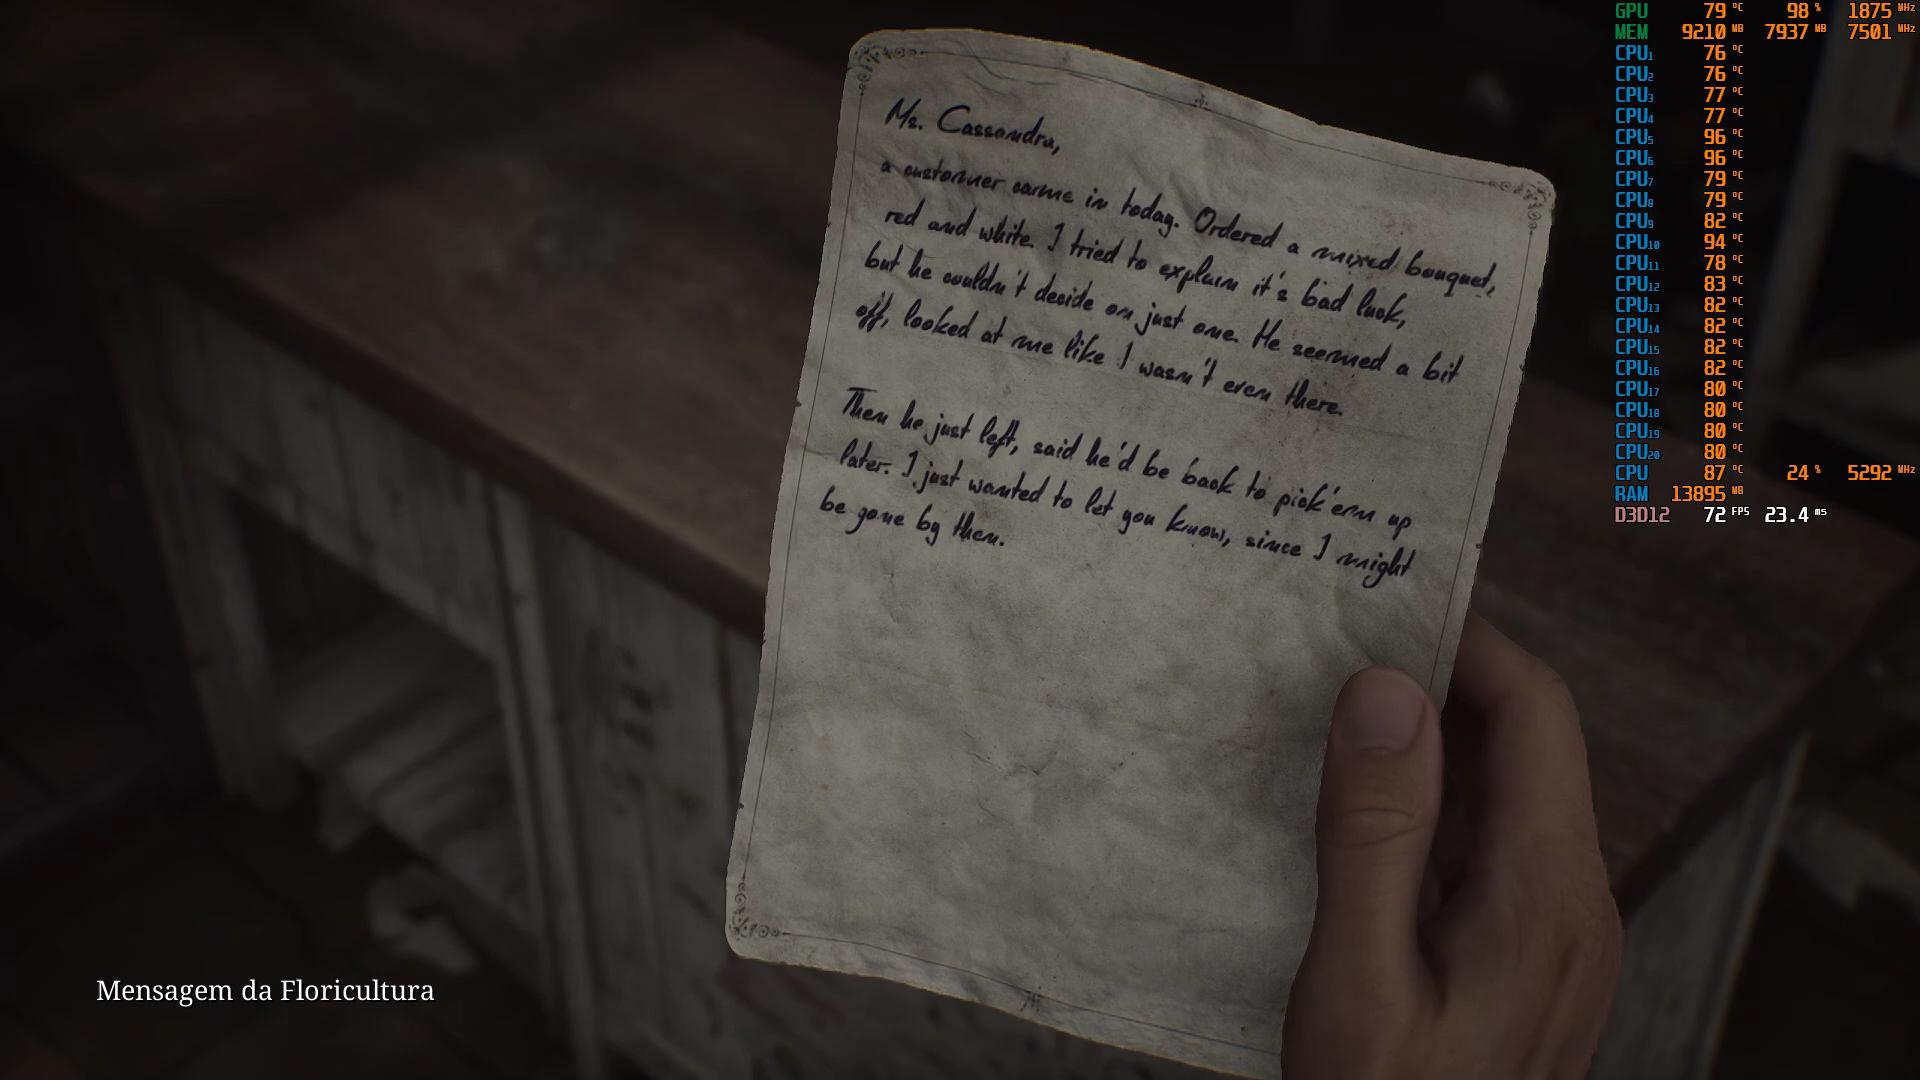 Ms. Cassandra,
a customer came in today. Ordered a mixed bouquet,
red and white. I tried to explain it's bad luck,
but he couldn't decide on just one. He seemed a bit
off, looked at me like I wasn't even there.
Then he just left, said he'd be back to pick'em up
later. I just wanted to let you know, since I might
be gone by then.
Mensagem da Floricultura
GPU 79 °C 98 % 1875 MHz
MEM 9210 MB 7937 MB 7501 MHz
CPU1 76 °C
CPU2 76 °C
CPU3 77 °C
CPU4 77 °C
CPU5 96 °C
CPU6 96 °C
CPU7 79 °C
CPU8 79 °C
CPU9 82 °C
CPU10 94 °C
CPU11 78 °C
CPU12 83 °C
CPU13 82 °C
CPU14 82 °C
CPU15 82 °C
CPU16 82 °C
CPU17 80 °C
CPU18 80 °C
CPU19 80 °C
CPU20 80 °C
CPU 87 °C 24 % 5292 MHz
RAM 13895 MB
D3D12 72 FPS 23.4 ms